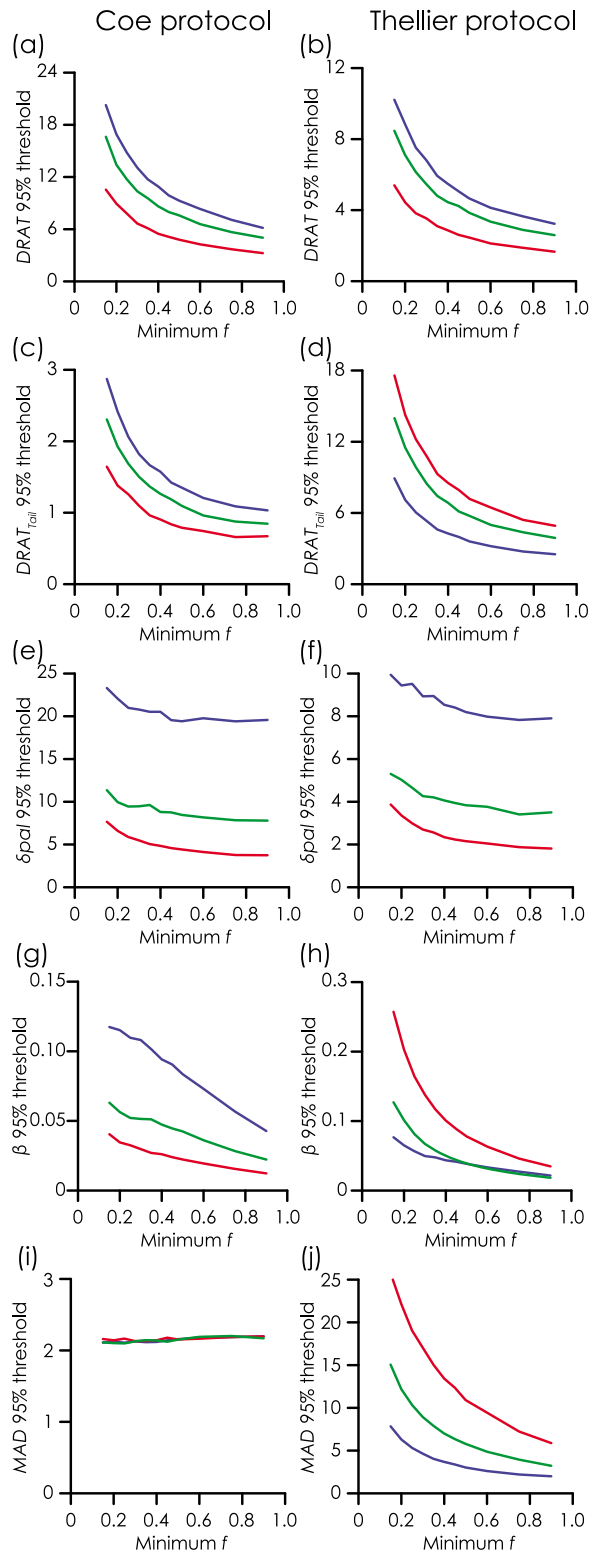 Coe protocol
Thellier protocol
(a)
DRAT 95% threshold
24
18
12
6
0
0 0.2 0.4 0.6 0.8 1.0
Minimum f
(b)
DRAT 95% threshold
12
8
4
0
0 0.2 0.4 0.6 0.8 1.0
Minimum f
(c)
DRAT_Tail 95% threshold
3
2
1
0
0 0.2 0.4 0.6 0.8 1.0
Minimum f
(d)
DRAT_Tail 95% threshold
18
12
6
0
0 0.2 0.4 0.6 0.8 1.0
Minimum f
(e)
δpal 95% threshold
25
20
15
10
5
0
0 0.2 0.4 0.6 0.8 1.0
Minimum f
(f)
δpal 95% threshold
10
8
6
4
2
0
0 0.2 0.4 0.6 0.8 1.0
Minimum f
(g)
β 95% threshold
0.15
0.10
0.05
0
0 0.2 0.4 0.6 0.8 1.0
Minimum f
(h)
β 95% threshold
0.3
0.2
0.1
0
0 0.2 0.4 0.6 0.8 1.0
Minimum f
(i)
MAD 95% threshold
3
2
1
0
0 0.2 0.4 0.6 0.8 1.0
Minimum f
(j)
MAD 95% threshold
25
20
15
10
5
0
0 0.2 0.4 0.6 0.8 1.0
Minimum f